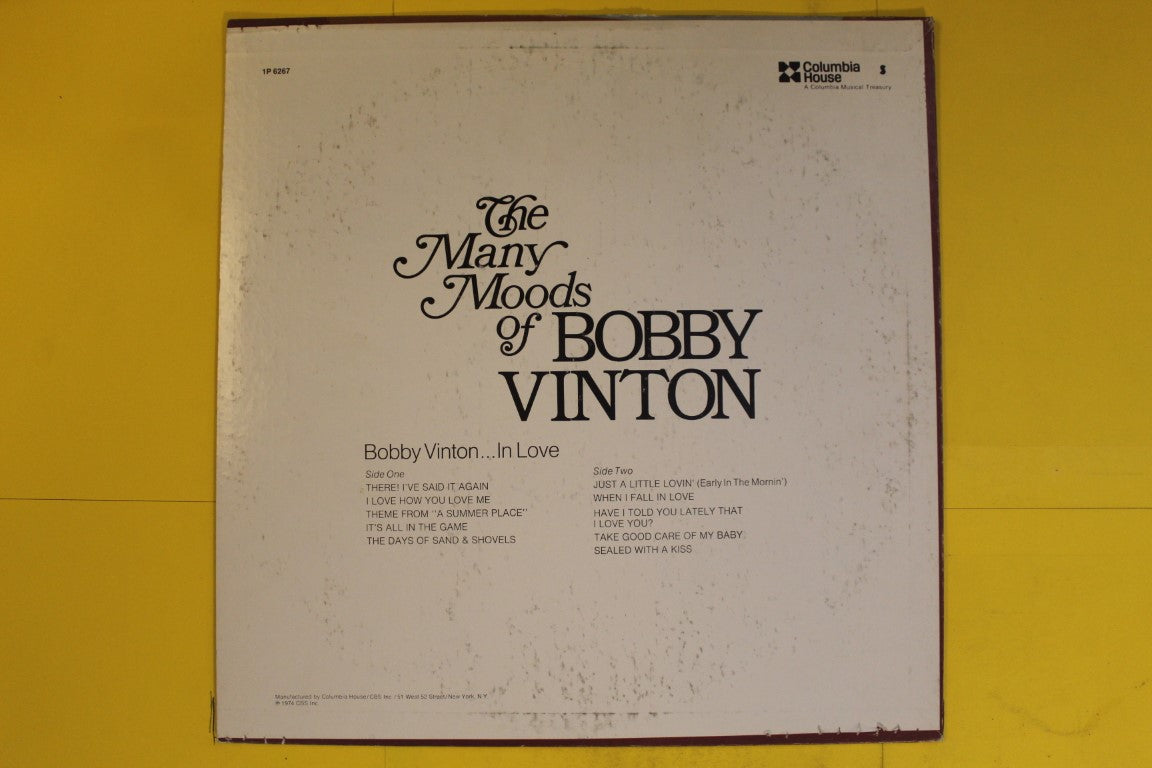 1P 6267
Columbia
House
S
A Columbia Musical Treasury
The
Many
Moods
of BOBBY
VINTON
Bobby Vinton...In Love
Side One
THERE! I'VE SAID IT AGAIN
I LOVE HOW YOU LOVE ME
THEME FROM "A SUMMER PLACE"
IT'S ALL IN THE GAME
THE DAYS OF SAND & SHOVELS
Side Two
JUST A LITTLE LOVIN' (Early In The Mornin')
WHEN I FALL IN LOVE
HAVE I TOLD YOU LATELY THAT
I LOVE YOU?
TAKE GOOD CARE OF MY BABY
SEALED WITH A KISS
Manufactured by Columbia House/CBS Inc. / 51 West 52 Street/New York, N.Y.
℗ 1974 CBS Inc.